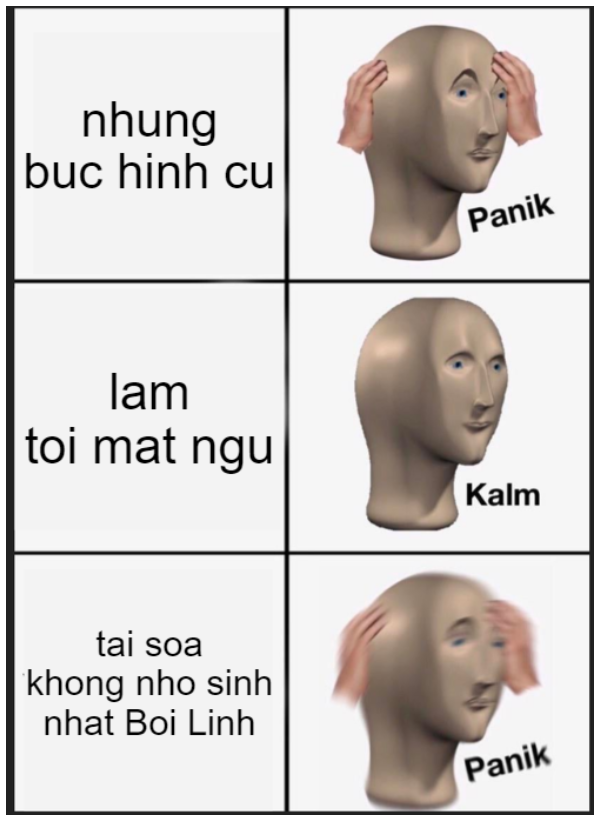 nhung
buc hinh cu
Panik
lam
toi mat ngu
Kalm
tai soa
khong nho sinh
nhat Boi Linh
Panik